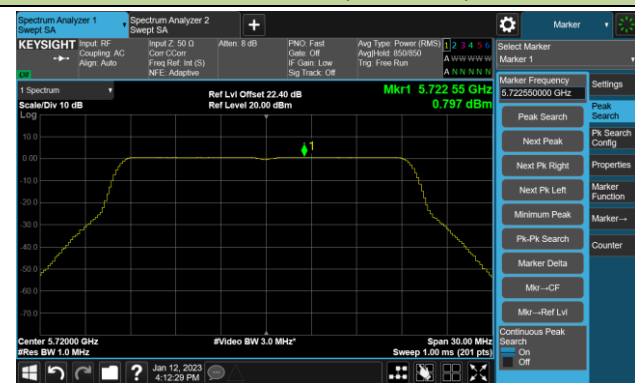 Spectrum Analyzer 1
Swept SA
Spectrum Analyzer 2
Swept SA
+
Marker
KEYSIGHT
Input: RF
Coupling: AC
Align: Auto
Input Z: 50 Ω
Corr CCorr
Freq Ref: Int (S)
NFE: Adaptive
Atten: 8 dB
PNO: Fast
Gate: Off
IF Gain: Low
Sig Track: Off
Avg Type: Power (RMS)
Avg|Hold: 850/850
Trig: Free Run
1 2 3 4 5 6
A W W W W W
A N N N N N
Select Marker
Marker 1
1 Spectrum
Scale/Div 10 dB
Log
Ref Lvl Offset 22.40 dB
Ref Level 20.00 dBm
Mkr1 5.722 55 GHz
0.797 dBm
10.0
0.00
-10.0
-20.0
-30.0
-40.0
-50.0
-60.0
-70.0
1
Center 5.72000 GHz
#Res BW 1.0 MHz
#Video BW 3.0 MHz*
Span 30.00 MHz
Sweep 1.00 ms (201 pts)
Marker Frequency
5.722550000 GHz
Peak Search
Next Peak
Next Pk Right
Next Pk Left
Minimum Peak
Pk-Pk Search
Marker Delta
Mkr→CF
Mkr→Ref Lvl
Continuous Peak
Search
On
Off
Settings
Peak
Search
Pk Search
Config
Properties
Marker
Function
Marker→
Counter
?
Jan 12, 2023
4:12:29 PM